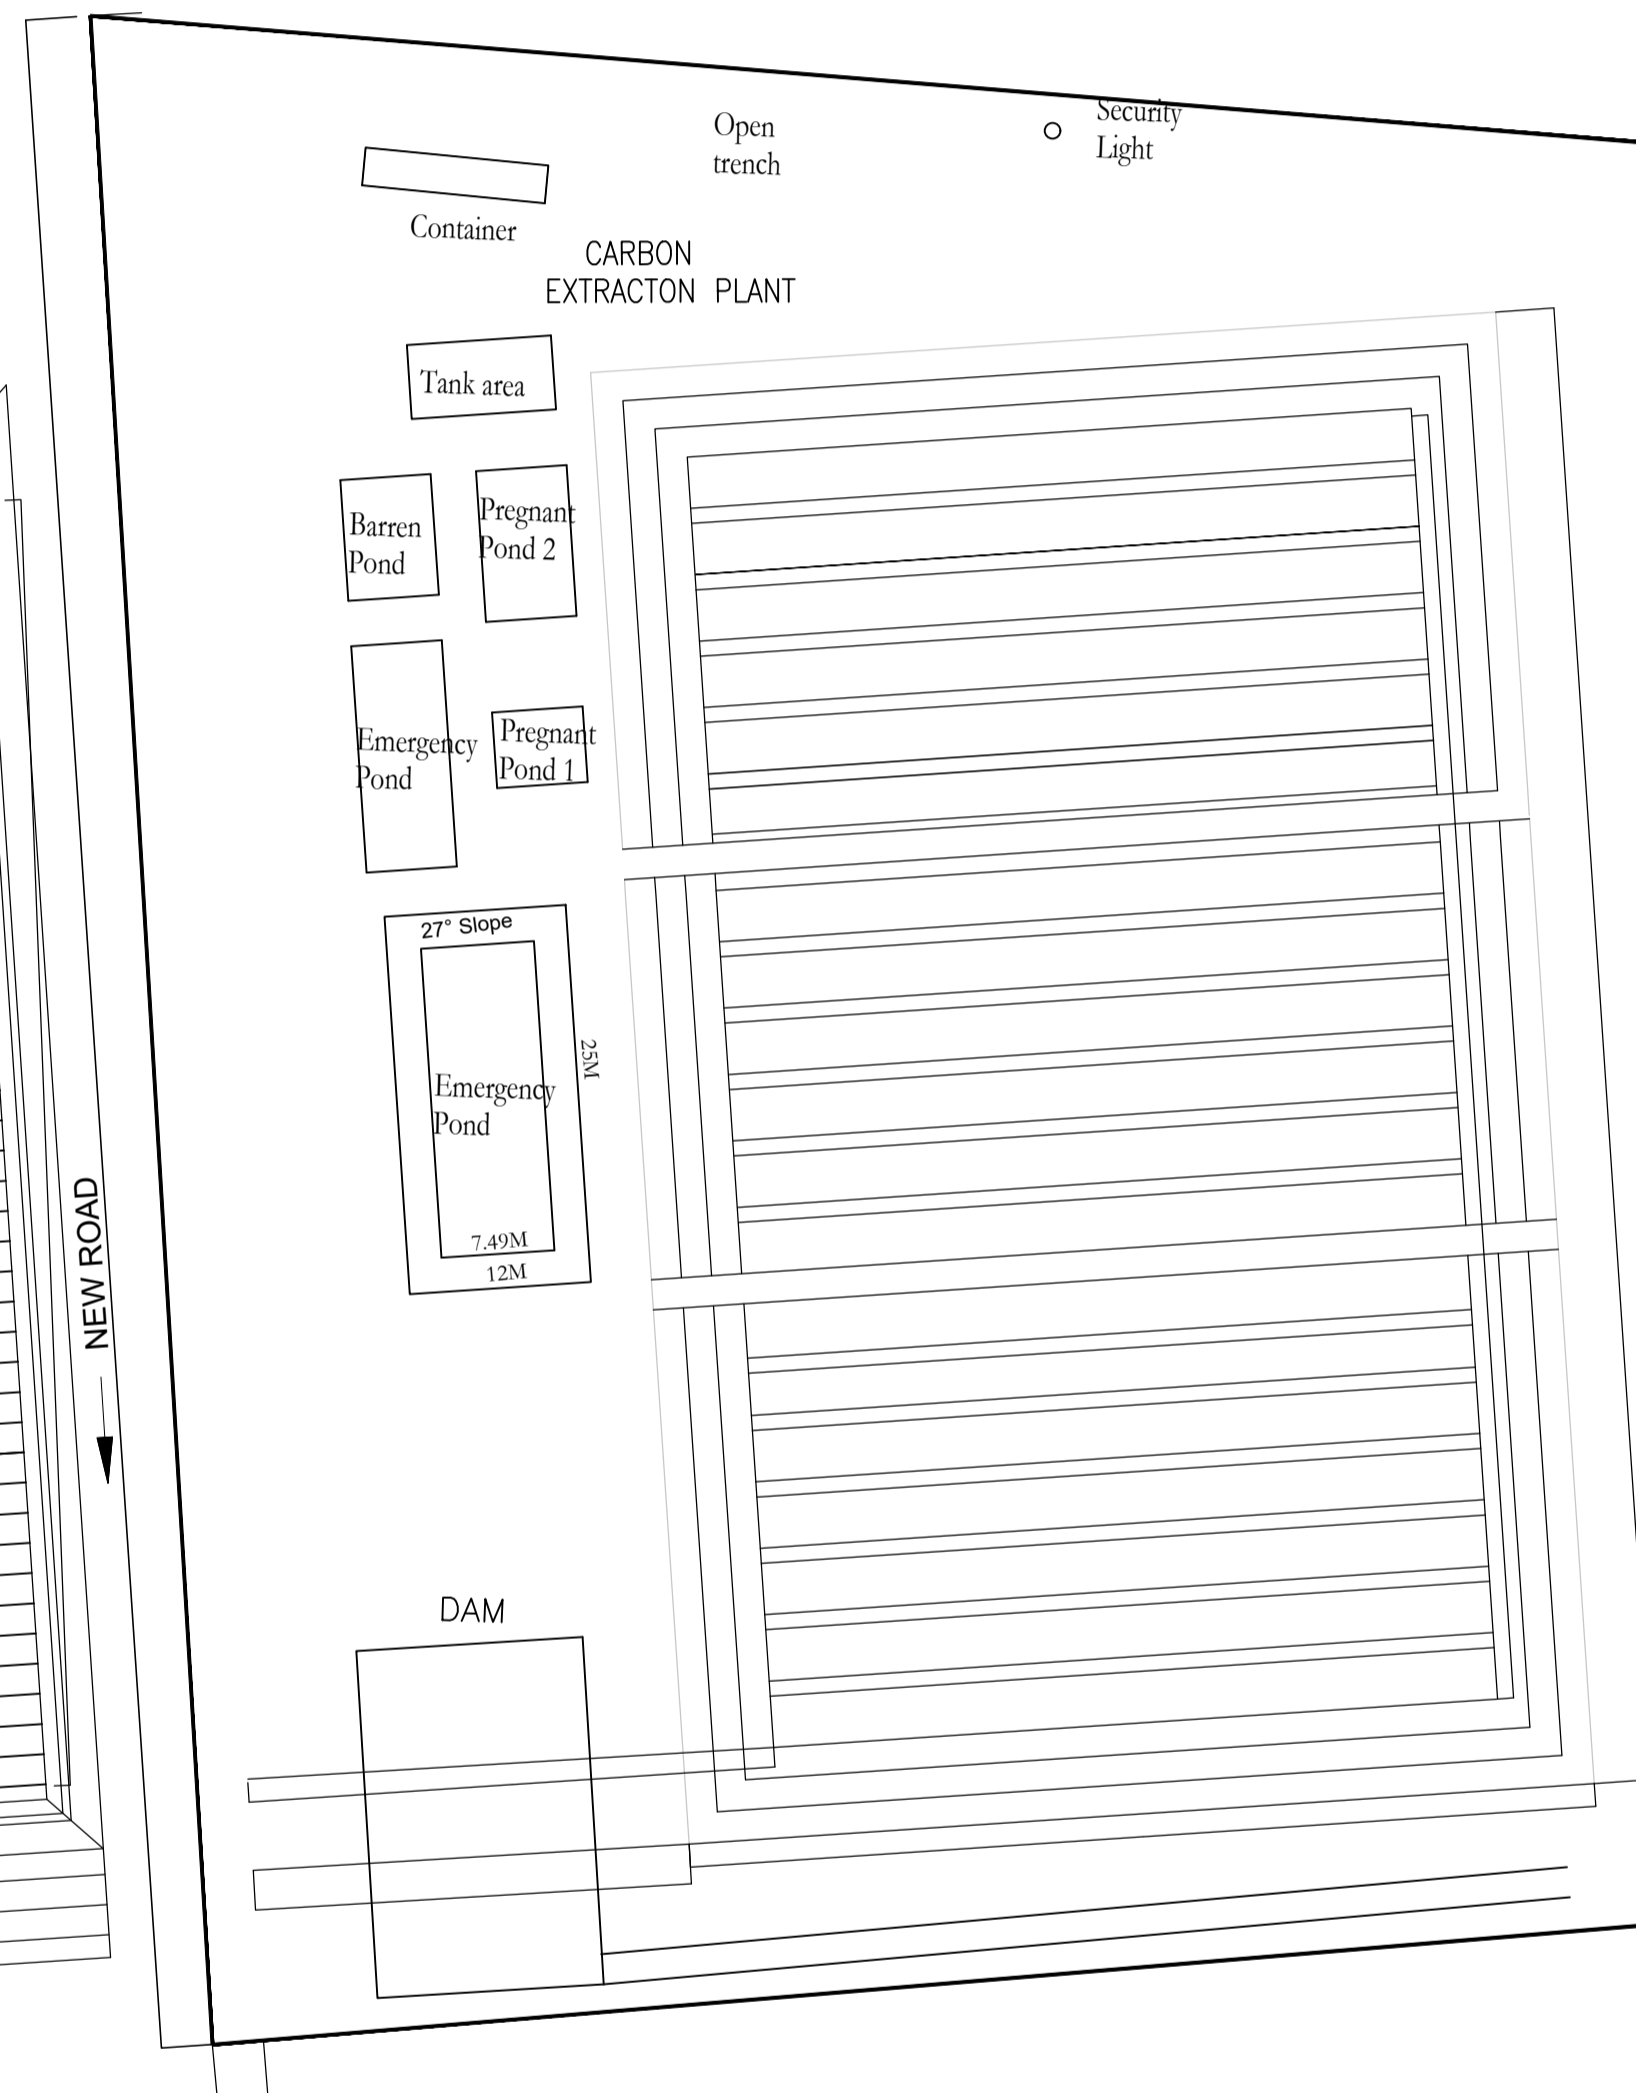 Security
Light
Open
trench
Container
CARBON
EXTRACTON PLANT
Tank area
Barren
Pond
Pregnant
Pond 2
Emergency
Pond
Pregnant
Pond 1
27° Slope
25M
Emergency
Pond
7.49M
12M
NEW ROAD
DAM